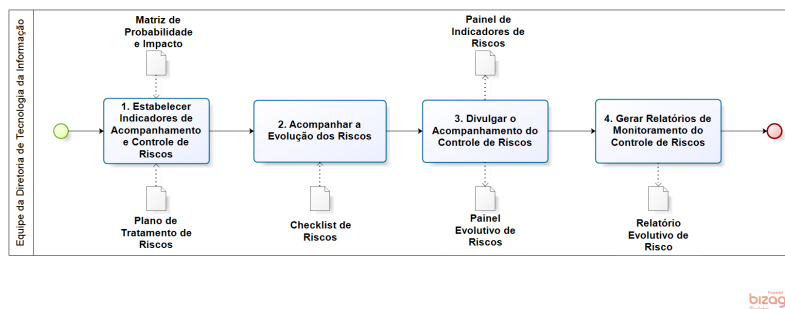 Equipe da Diretoria de Tecnologia da Informação
Matriz de
Probabilidade
e Impacto
Painel de
Indicadores de
Riscos
1. Estabelecer
Indicadores de
Acompanhamento
e Controle de
Riscos
2. Acompanhar a
Evolução dos Riscos
3. Divulgar o
Acompanhamento do
Controle de Riscos
4. Gerar Relatórios de
Monitoramento do
Controle de Riscos
Plano de
Tratamento de
Riscos
Checklist de
Riscos
Painel
Evolutivo de
Riscos
Relatório
Evolutivo de
Risco
bizag